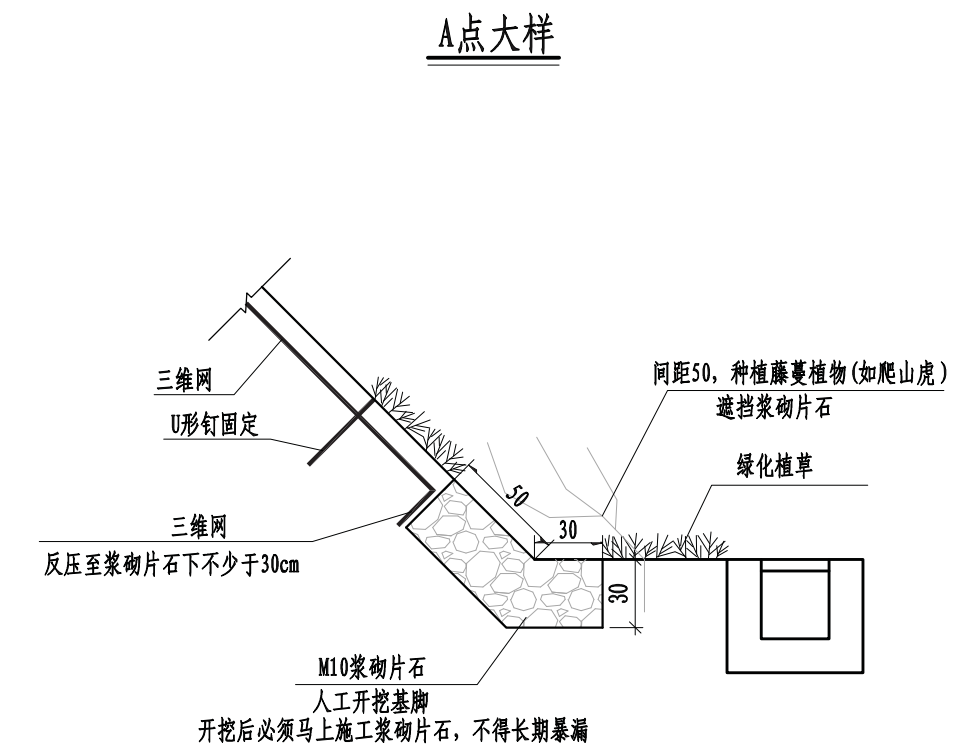 A点大样
三维网
U形钉固定
三维网
反压至浆砌片石下不少于30cm
间距50，种植藤蔓植物(如爬山虎)
遮挡浆砌片石
绿化植草
50
30
30
M10浆砌片石
人工开挖基脚
开挖后必须马上施工浆砌片石，不得长期暴漏